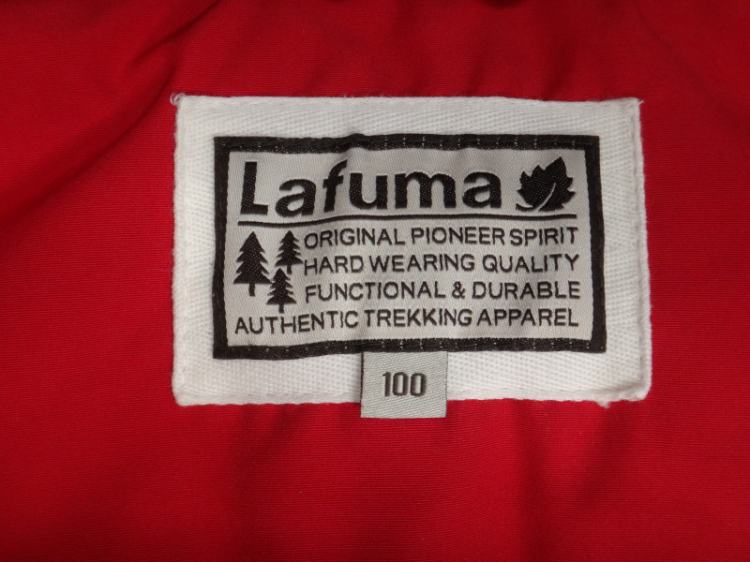 Lafuma
ORIGINAL PIONEER SPIRIT
HARD WEARING QUALITY
FUNCTIONAL & DURABLE
AUTHENTIC TREKKING APPAREL
100